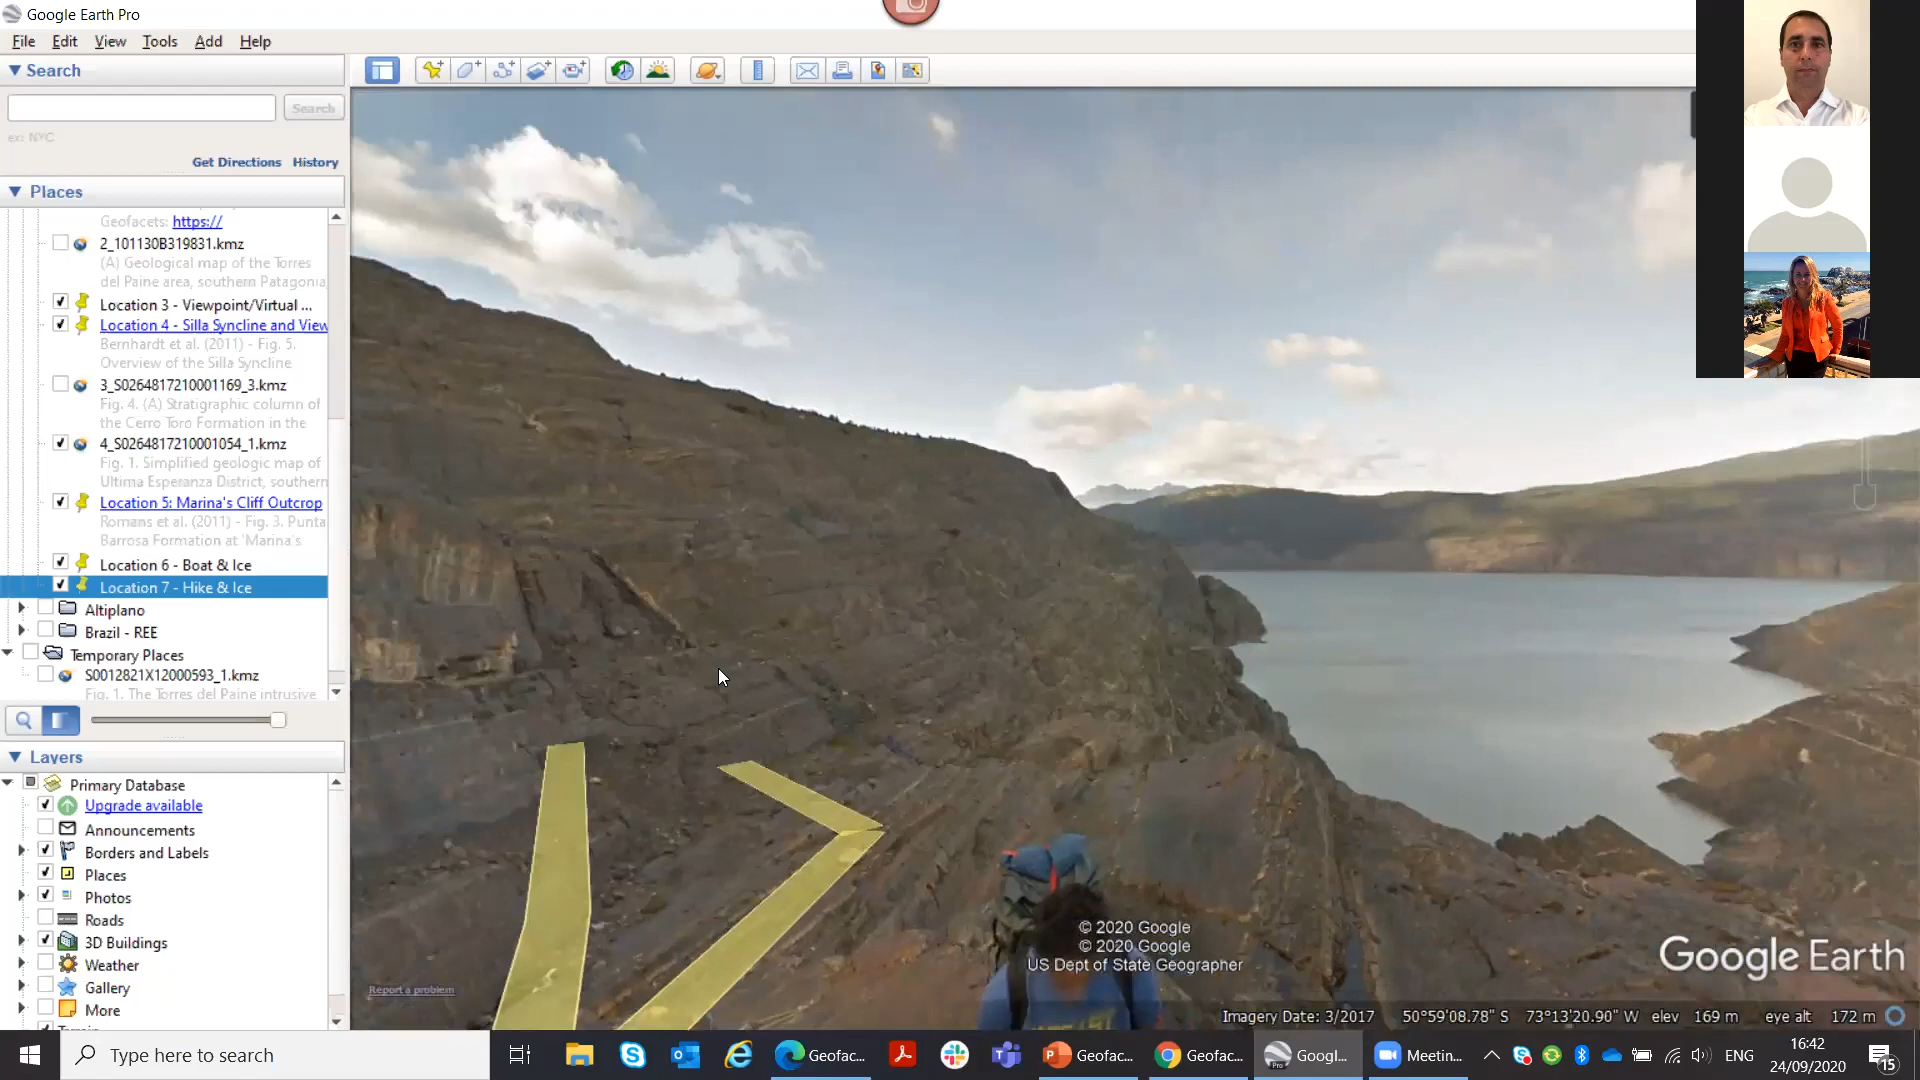 Google Earth Pro
File Edit View Tools Add Help
Search
Search
ex: NYC
Get Directions History
Places
Geofacets: https://
2_101130B319831.kmz
(A) Geological map of the Torres
del Paine area, southern Patagonia,
Location 3 - Viewpoint/Virtual ...
Location 4 - Silla Syncline and View
Bernhardt et al. (2011) - Fig. 5.
Overview of the Silla Syncline
3_S0264817210001169_3.kmz
Fig. 4. (A) Stratigraphic column of
the Cerro Toro Formation in the
4_S0264817210001054_1.kmz
Fig. 1. Simplified geologic map of
Ultima Esperanza District, southern
Location 5: Marina's Cliff Outcrop
Romans et al. (2011) - Fig. 3. Punta
Barrosa Formation at 'Marina's
Location 6 - Boat & Ice
Location 7 - Hike & Ice
Altiplano
Brazil - REE
Temporary Places
S0012821X12000593_1.kmz
Fig. 1. The Torres del Paine intrusive
Layers
Primary Database
Upgrade available
Announcements
Borders and Labels
Places
Photos
Roads
3D Buildings
Weather
Gallery
More
Terrain
© 2020 Google
© 2020 Google
US Dept of State Geographer
Google Earth
Report a problem
Imagery Date: 3/2017 50°59'08.78" S 73°13'20.90" W elev 169 m eye alt 172 m
Type here to search
Geofac...
Geofac...
Geofac...
Googl...
Meetin...
ENG
16:42
24/09/2020
15